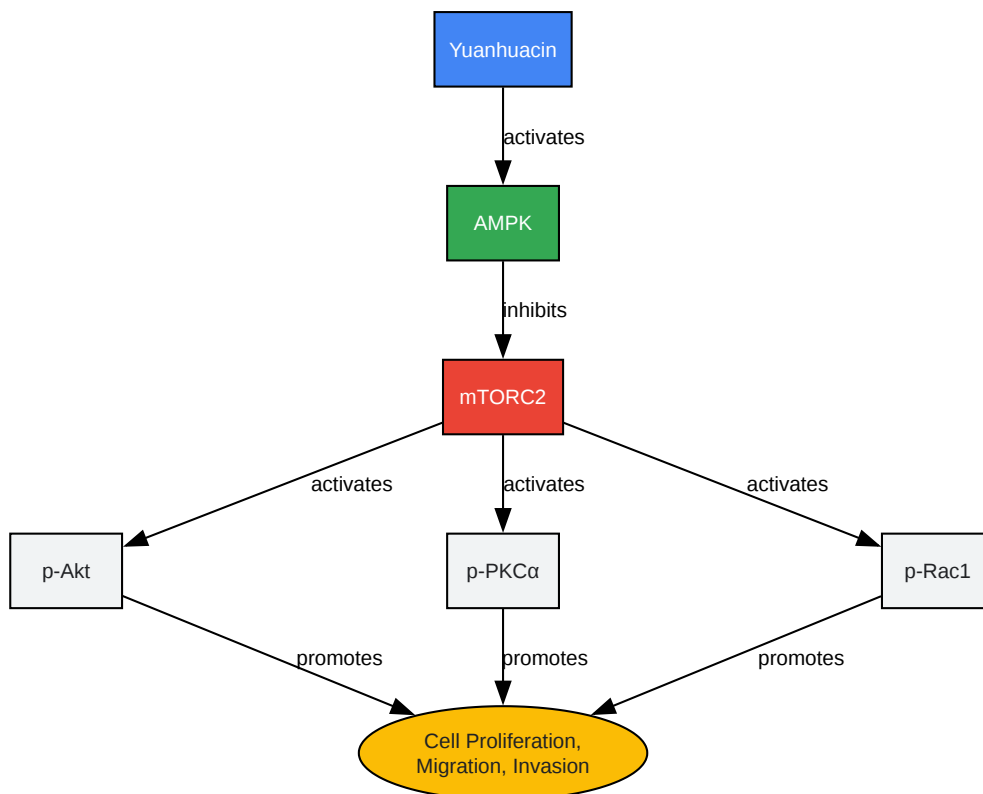 Yuanhuacin
activates
AMPK
inhibits
mTORC2
activates
activates
activates
p-Akt
p-PKCα
p-Rac1
promotes
promotes
promotes
Cell Proliferation,
Migration, Invasion